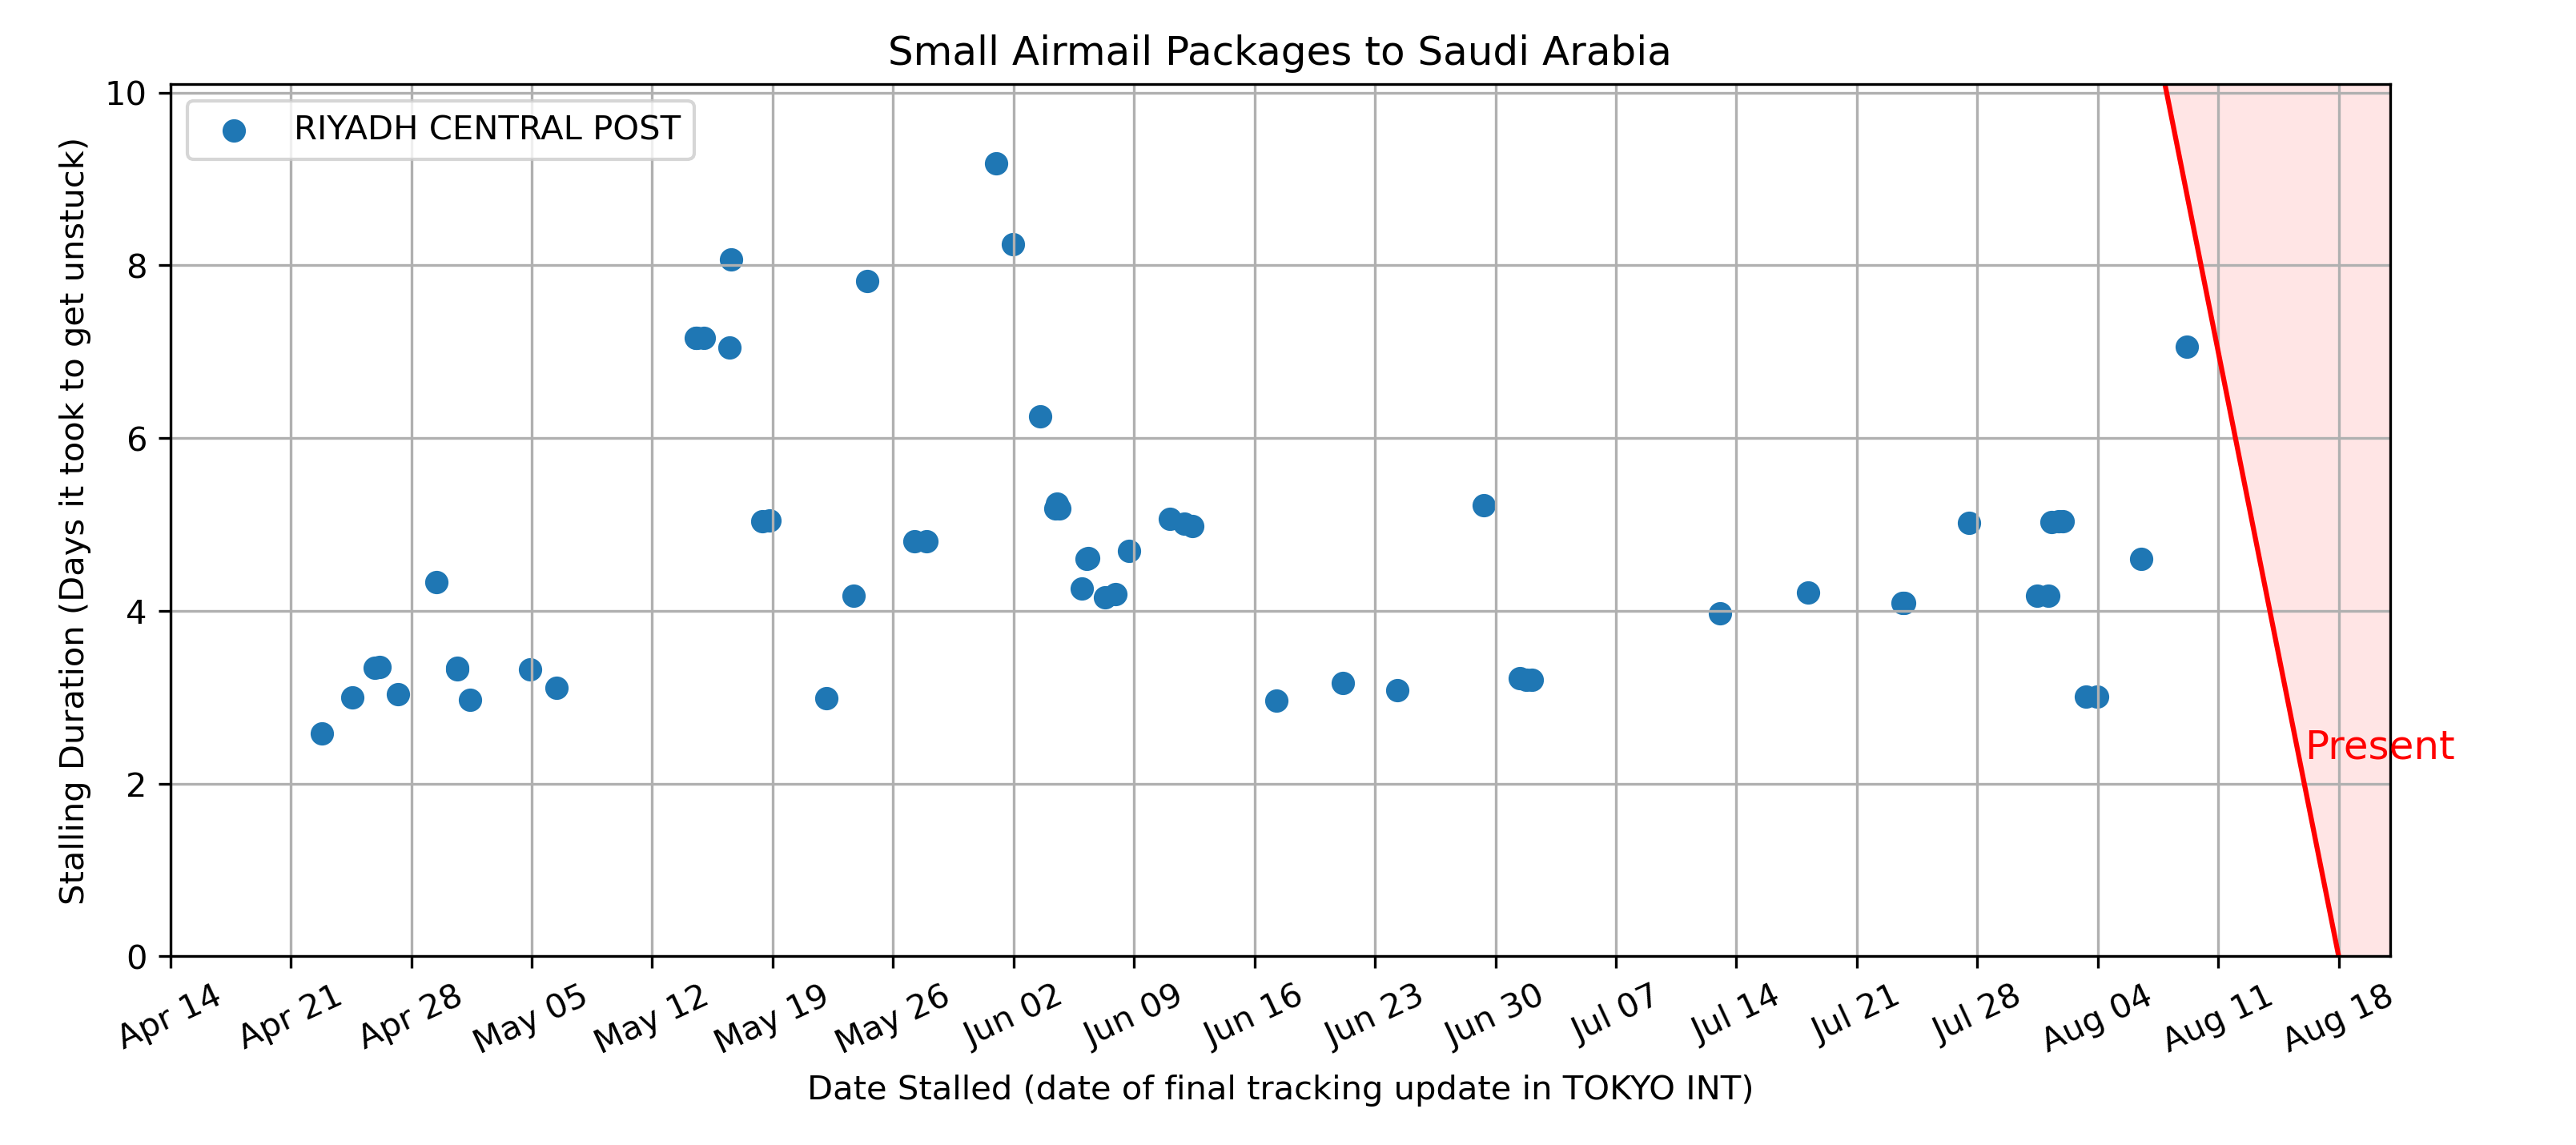 Small Airmail Packages to Saudi Arabia
RIYADH CENTRAL POST
Stalling Duration (Days it took to get unstuck)
10
8
6
4
2
0
Present
Apr 14 Apr 21 Apr 28 May 05 May 12 May 19 May 26 Jun 02 Jun 09 Jun 16 Jun 23 Jun 30 Jul 07 Jul 14 Jul 21 Jul 28 Aug 04 Aug 11 Aug 18
Date Stalled (date of final tracking update in TOKYO INT)